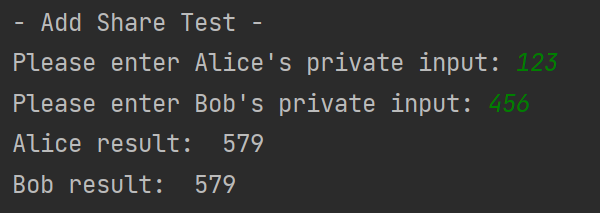 - Add Share Test -
Please enter Alice's private input: 123
Please enter Bob's private input: 456
Alice result:  579
Bob result:  579